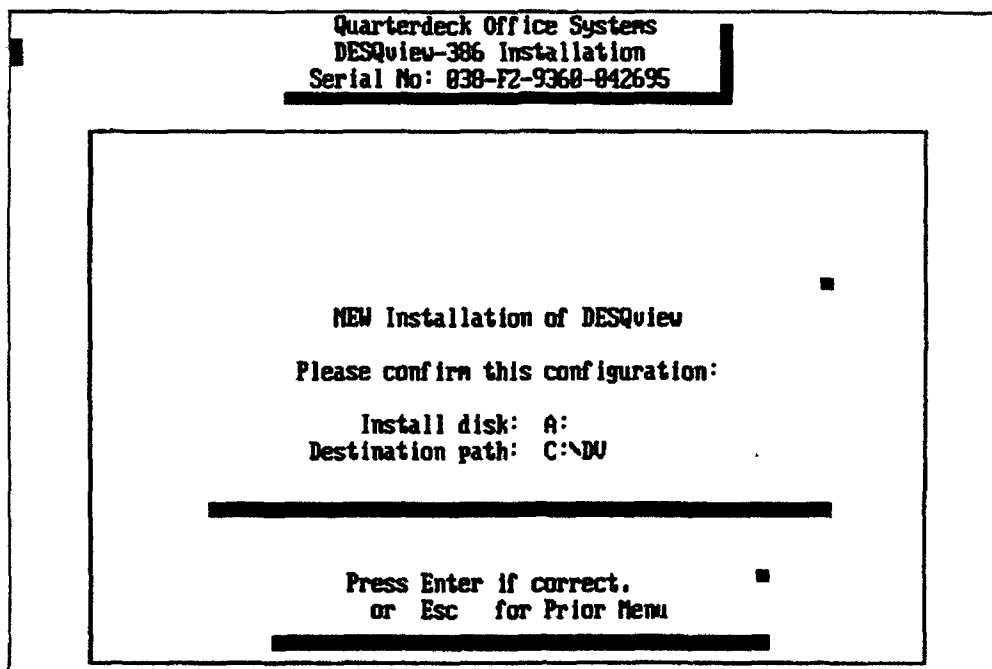 Quarterdeck Office Systems
DESQview-386 Installation
Serial No: 038-F2-9360-042695
NEW Installation of DESQview
Please confirm this configuration:
Install disk: A:
Destination path: C:\DV
Press Enter if correct.
or Esc for Prior Menu